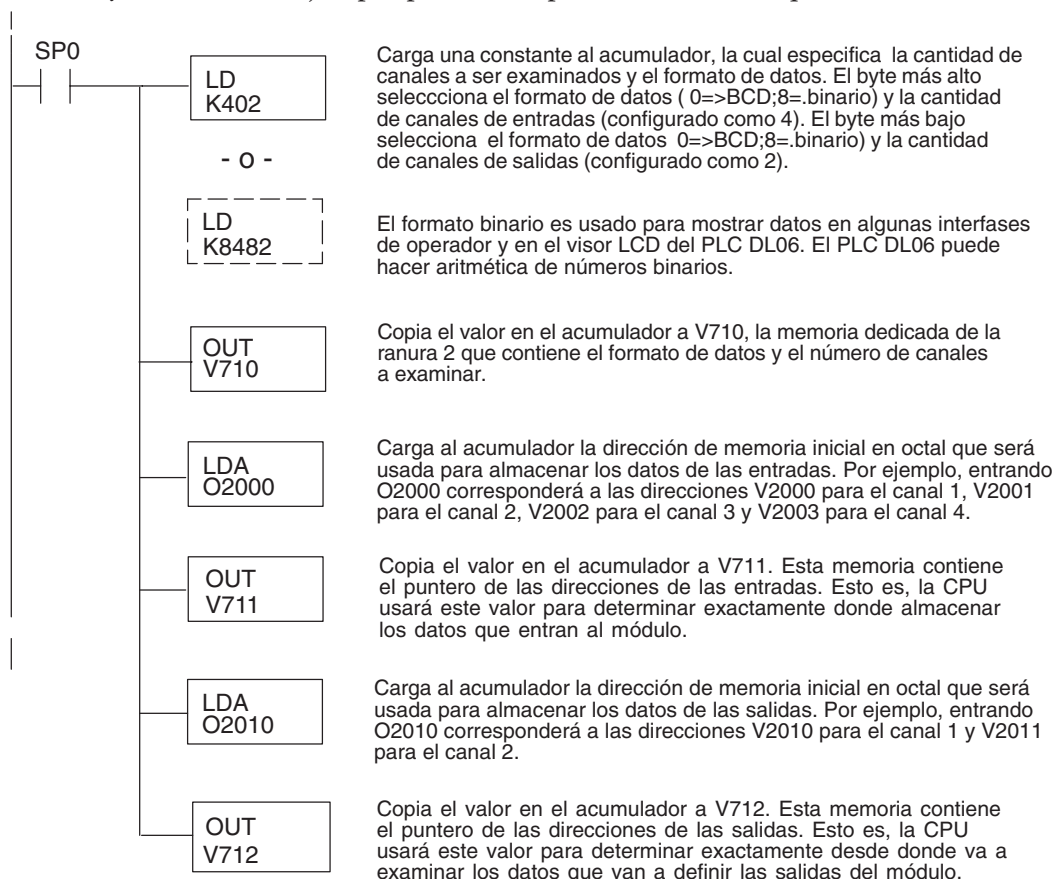 SP0
LD
K402
Carga una constante al acumulador, la cual especifica la cantidad de
canales a ser examinados y el formato de datos. El byte más alto
seleccciona el formato de datos ( 0=>BCD;8=.binario) y la cantidad
de canales de entradas (configurado como 4). El byte más bajo
selecciona el formato de datos 0=>BCD;8=.binario) y la cantidad
de canales de salidas (configurado como 2).
- o -
LD
K8482
El formato binario es usado para mostrar datos en algunas interfases
de operador y en el visor LCD del PLC DL06. El PLC DL06 puede
hacer aritmética de números binarios.
OUT
V710
Copia el valor en el acumulador a V710, la memoria dedicada de la
ranura 2 que contiene el formato de datos y el número de canales
a examinar.
LDA
O2000
Carga al acumulador la dirección de memoria inicial en octal que será
usada para almacenar los datos de las entradas. Por ejemplo, entrando
O2000 corresponderá a las direcciones V2000 para el canal 1, V2001
para el canal 2, V2002 para el canal 3 y V2003 para el canal 4.
OUT
V711
Copia el valor en el acumulador a V711. Esta memoria contiene
el puntero de las direcciones de las entradas. Esto es, la CPU
usará este valor para determinar exactamente donde almacenar
los datos que entran al módulo.
LDA
O2010
Carga al acumulador la dirección de memoria inicial en octal que será
usada para almacenar los datos de las salidas. Por ejemplo, entrando
O2010 corresponderá a las direcciones V2010 para el canal 1 y V2011
para el canal 2.
OUT
V712
Copia el valor en el acumulador a V712. Esta memoria contiene
el puntero de las direcciones de las salidas. Esto es, la CPU
usará este valor para determinar exactamente desde donde va a
examinar los datos que van a definir las salidas del módulo.